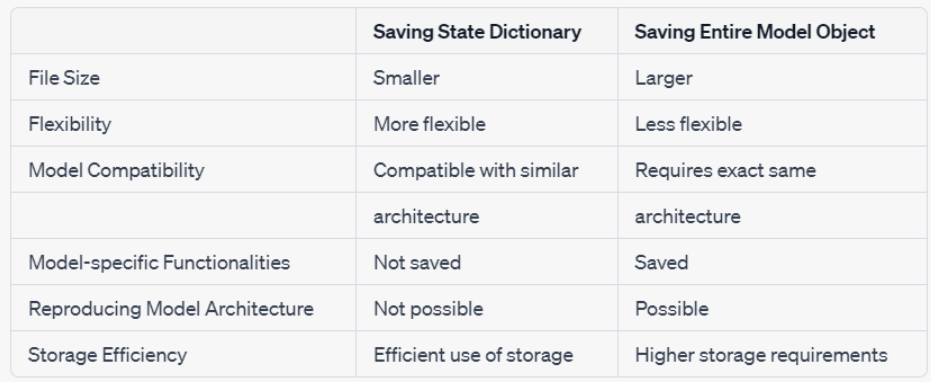 Saving State Dictionary Saving Entire Model Object
File Size Smaller Larger
Flexibility More flexible Less flexible
Model Compatibility Compatible with similar Requires exact same
architecture architecture
Model-specific Functionalities Not saved Saved
Reproducing Model Architecture Not possible Possible
Storage Efficiency Efficient use of storage Higher storage requirements